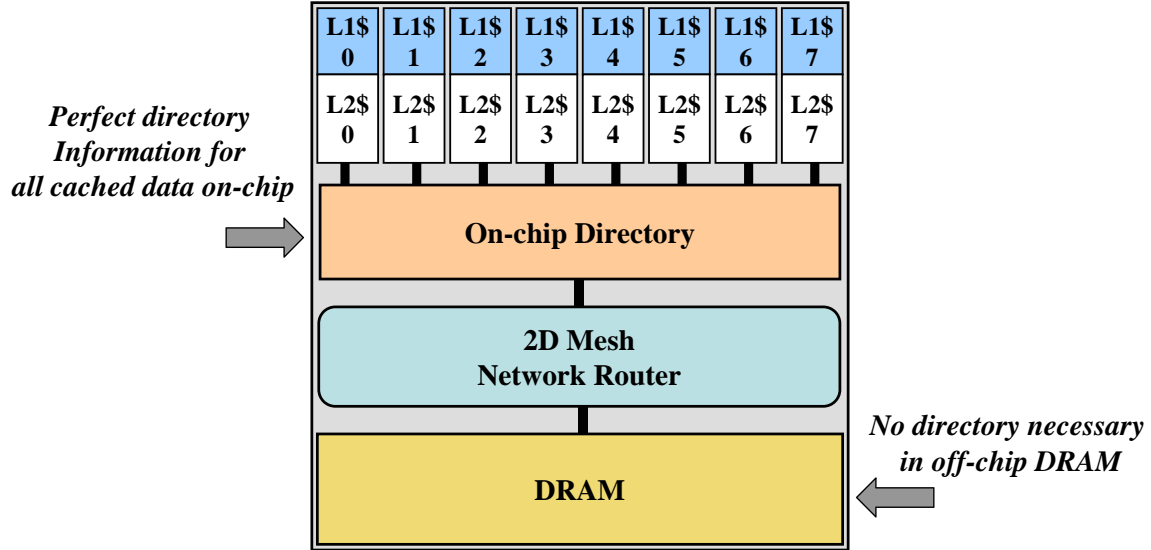 L1$ L1$ L1$ L1$ L1$ L1$ L1$ L1$
0 1 2 3 4 5 6 7
L2$ L2$ L2$ L2$ L2$ L2$ L2$ L2$
0 1 2 3 4 5 6 7
Perfect directory
Information for
all cached data on-chip
On-chip Directory
2D Mesh
Network Router
No directory necessary
in off-chip DRAM
DRAM